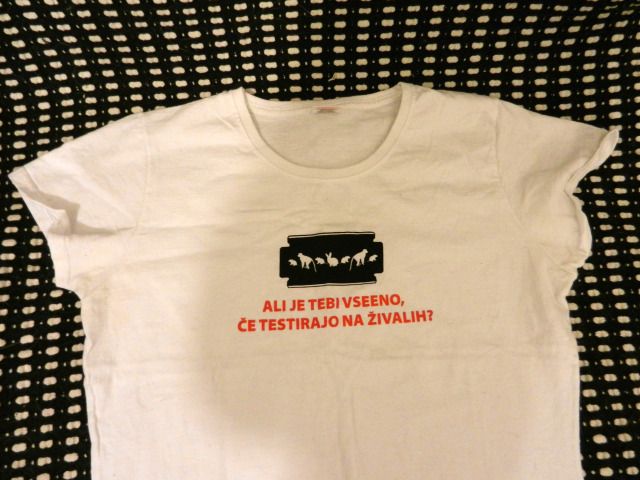 ALI JE TEBI VSEENO,
ČE TESTIRAJO NA ŽIVALIH?